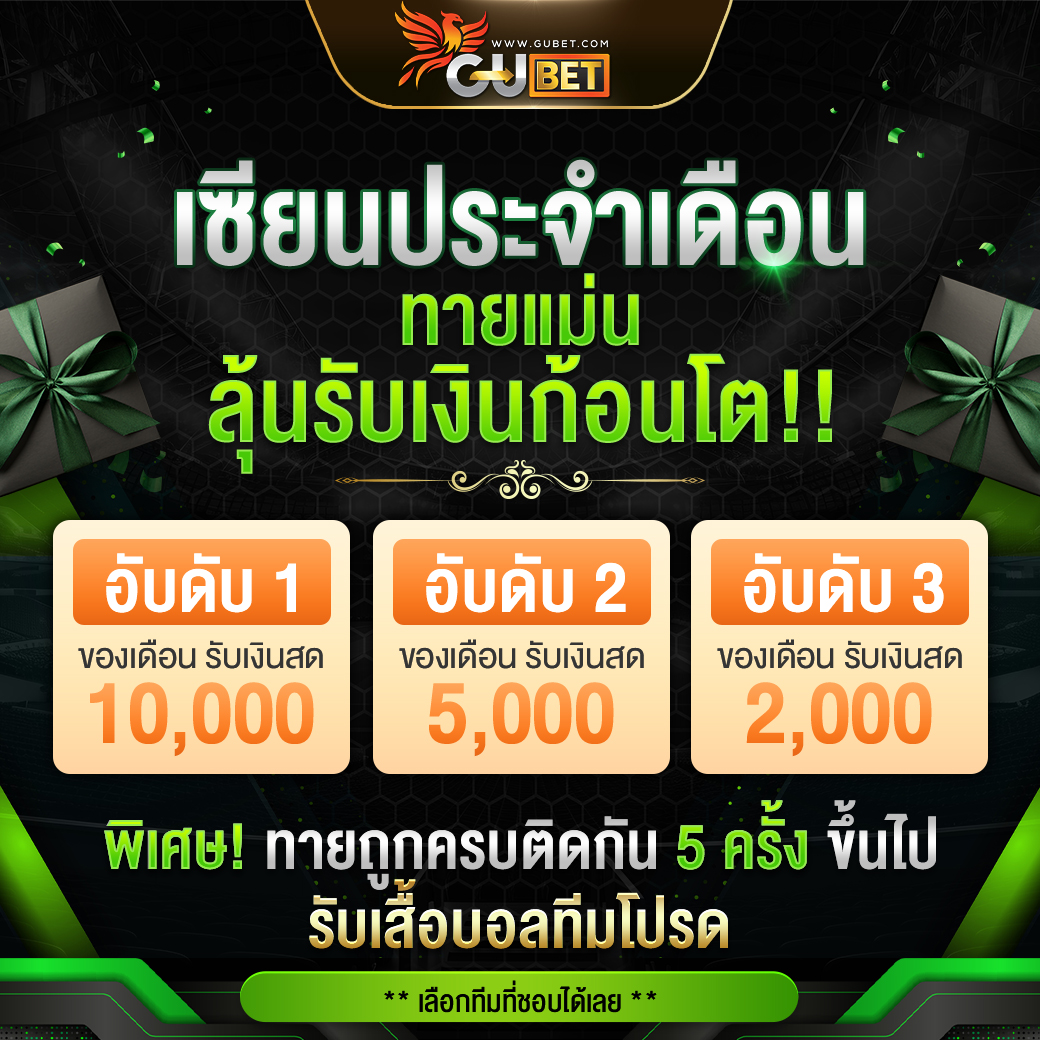 WWW.GUBET.COM
GU BET
เซียนประจำเดือน
ทายแม่น
ลุ้นรับเงินก้อนโต!!
อับดับ 1
ของเดือน รับเงินสด
10,000
อับดับ 2
ของเดือน รับเงินสด
5,000
อับดับ 3
ของเดือน รับเงินสด
2,000
พิเศษ! ทายถูกครบติดกัน 5 ครั้ง ขึ้นไป
รับเสื้อบอลทีมโปรด
** เลือกทีมที่ชอบได้เลย **